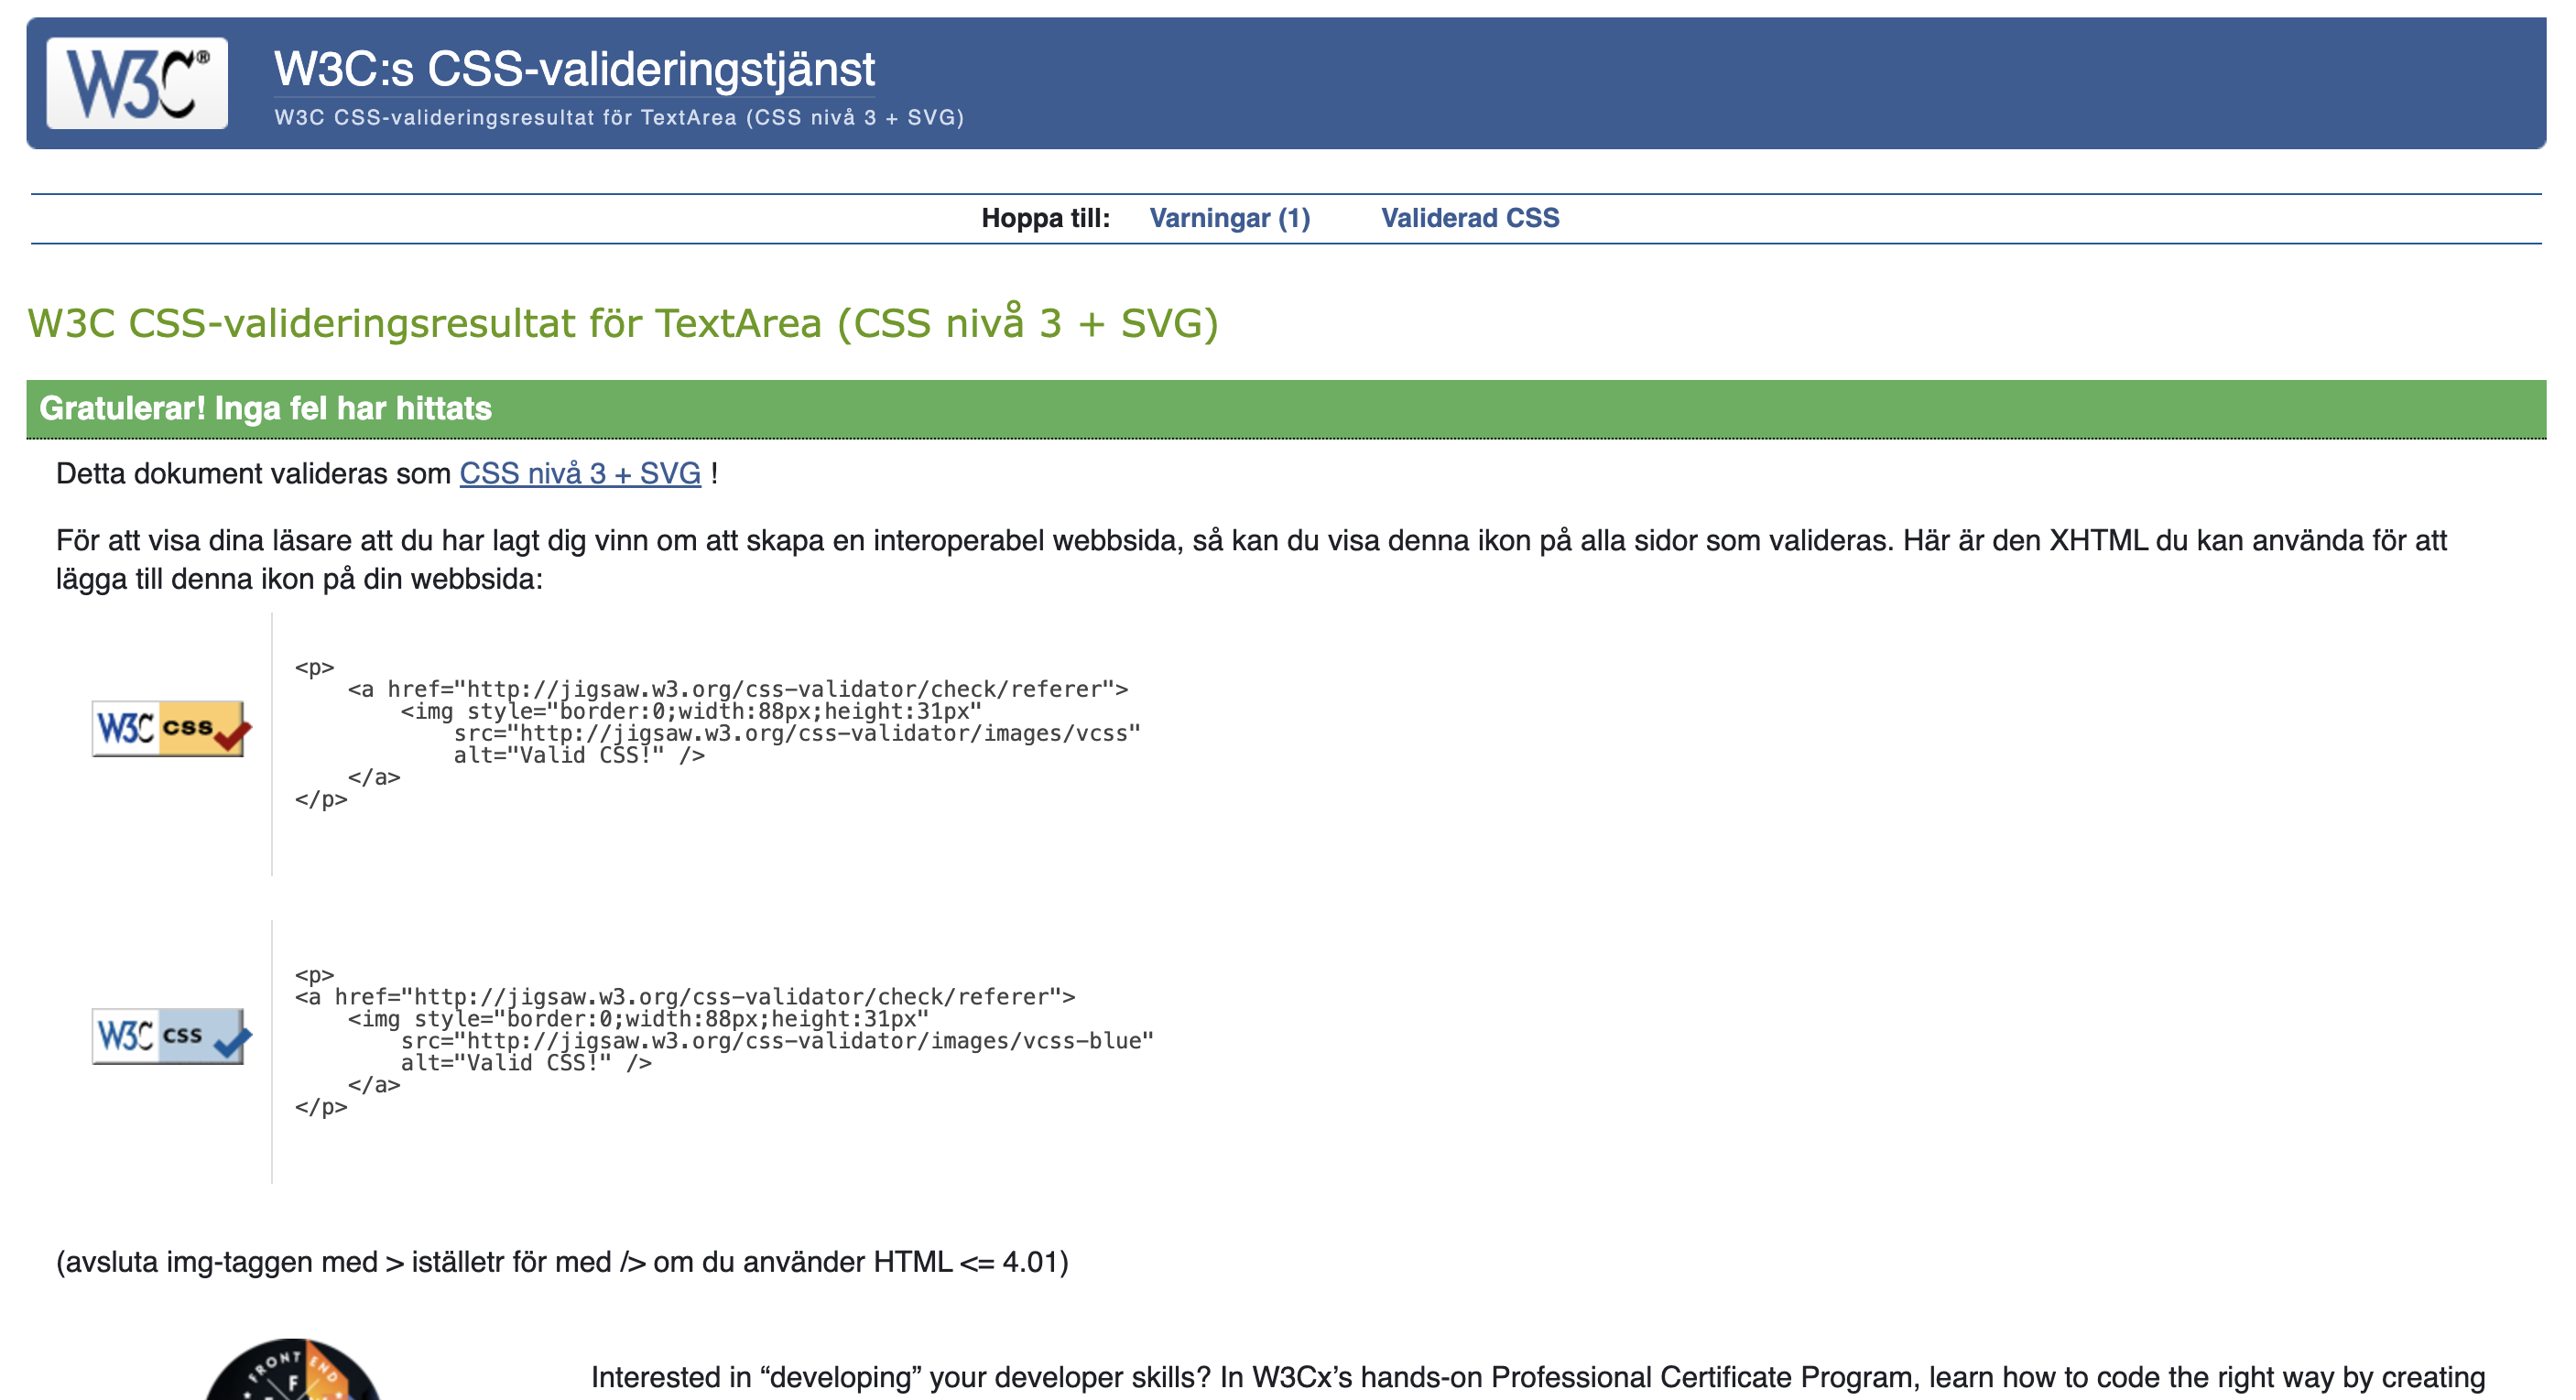 W3C®
W3C:s CSS-valideringstjänst
W3C CSS-valideringsresultat för TextArea (CSS nivå 3 + SVG)
Hoppa till: Varningar (1) Validerad CSS
W3C CSS-valideringsresultat för TextArea (CSS nivå 3 + SVG)
Gratulerar! Inga fel har hittats
Detta dokument valideras som CSS nivå 3 + SVG !
För att visa dina läsare att du har lagt dig vinn om att skapa en interoperabel webbsida, så kan du visa denna ikon på alla sidor som valideras. Här är den XHTML du kan använda för att
lägga till denna ikon på din webbsida:
W3C css
<p>
    <a href="http://jigsaw.w3.org/css-validator/check/referer">
        <img style="border:0;width:88px;height:31px"
            src="http://jigsaw.w3.org/css-validator/images/vcss"
            alt="Valid CSS!" />
    </a>
</p>
W3C css
<p>
<a href="http://jigsaw.w3.org/css-validator/check/referer">
    <img style="border:0;width:88px;height:31px"
        src="http://jigsaw.w3.org/css-validator/images/vcss-blue"
        alt="Valid CSS!" />
    </a>
</p>
(avsluta img-taggen med > iställetr för med /> om du använder HTML <= 4.01)
FRONT END
F
Interested in “developing” your developer skills? In W3Cx’s hands-on Professional Certificate Program, learn how to code the right way by creating